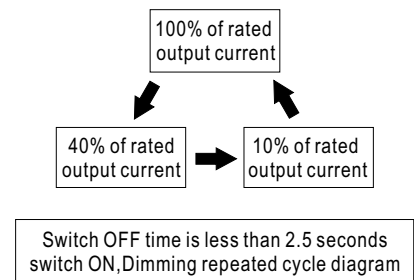 100% of rated
output current
40% of rated
output current
10% of rated
output current
Switch OFF time is less than 2.5 seconds
switch ON,Dimming repeated cycle diagram